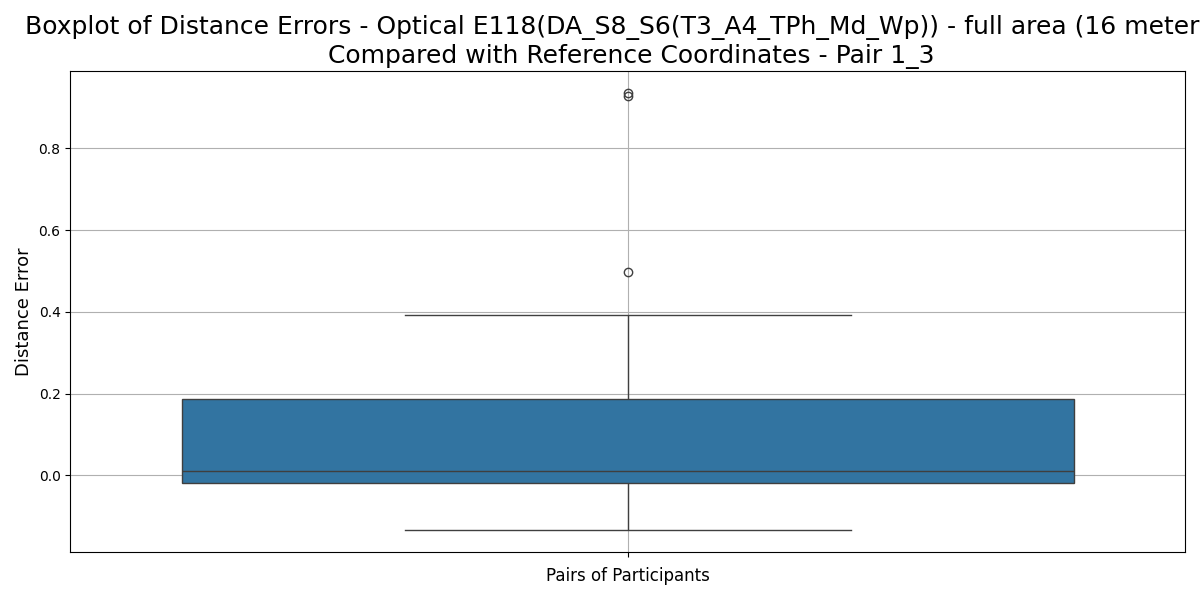 Boxplot of Distance Errors - Optical E118(DA_S8_S6(T3_A4_TPh_Md_Wp)) - full area (16 meter
Compared with Reference Coordinates - Pair 1_3
0.8
0.6
0.4
0.2
0.0
Distance Error
Pairs of Participants